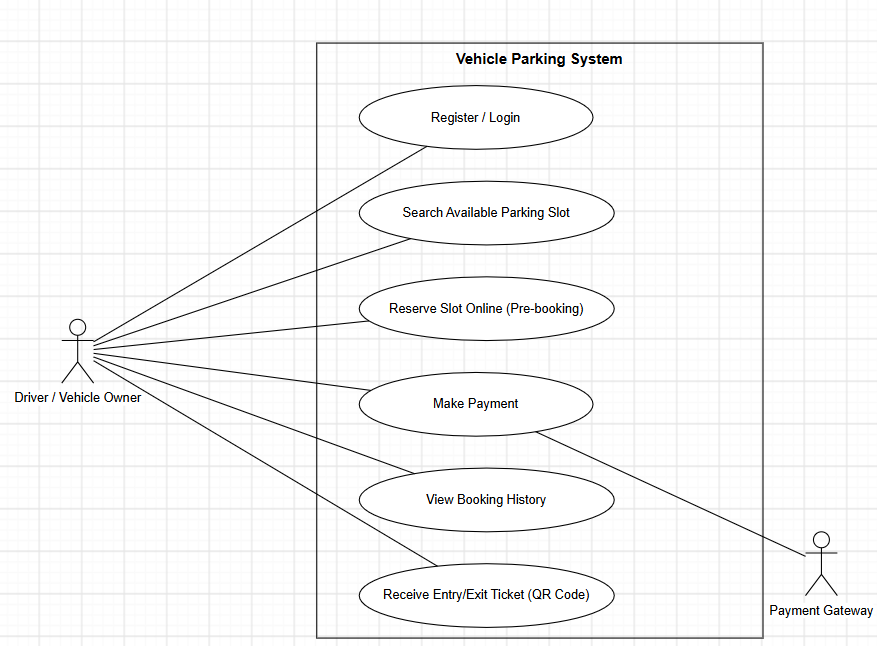 Vehicle Parking System
Register / Login
Search Available Parking Slot
Reserve Slot Online (Pre-booking)
Driver / Vehicle Owner
Make Payment
View Booking History
Receive Entry/Exit Ticket (QR Code)
Payment Gateway